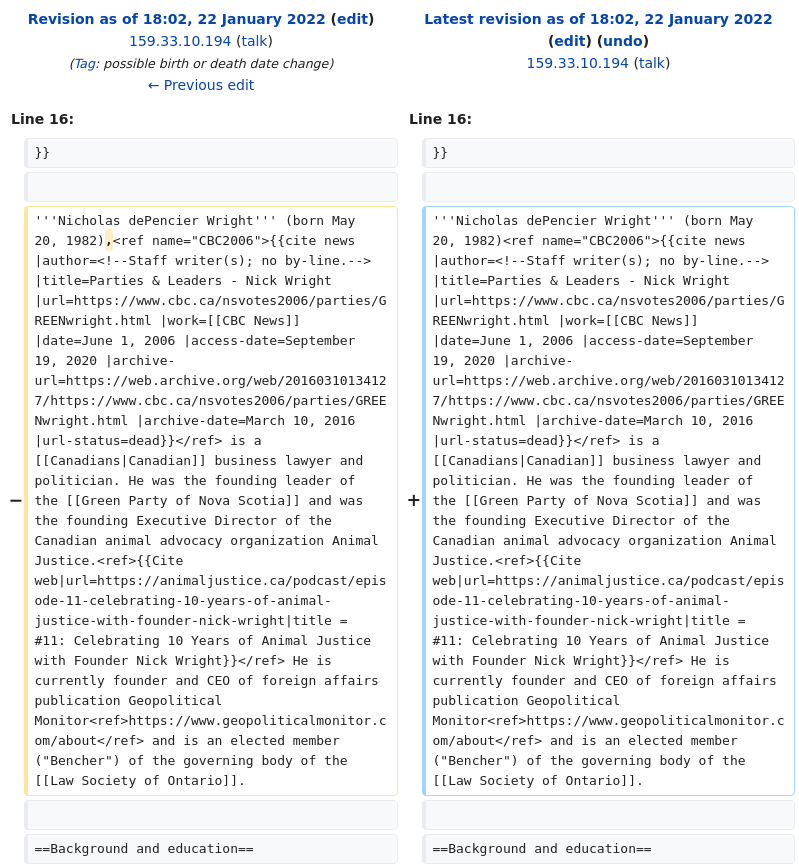 Revision as of 18:02, 22 January 2022 (edit)
159.33.10.194 (talk)
(Tag: possible birth or death date change)
← Previous edit
Latest revision as of 18:02, 22 January 2022
(edit) (undo)
159.33.10.194 (talk)
Line 16:
Line 16:
}}
}}
−
'''Nicholas dePencier Wright''' (born May
20, 1982),<ref name="CBC2006">{{cite news
|author=<!--Staff writer(s); no by-line.-->
|title=Parties & Leaders - Nick Wright
|url=https://www.cbc.ca/nsvotes2006/parties/G
REENwright.html |work=[[CBC News]]
|date=June 1, 2006 |access-date=September
19, 2020 |archive-
url=https://web.archive.org/web/2016031013412
7/https://www.cbc.ca/nsvotes2006/parties/GREE
Nwright.html |archive-date=March 10, 2016
|url-status=dead}}</ref> is a
[[Canadians|Canadian]] business lawyer and
politician. He was the founding leader of
the [[Green Party of Nova Scotia]] and was
the founding Executive Director of the
Canadian animal advocacy organization Animal
Justice.<ref>{{Cite
web|url=https://animaljustice.ca/podcast/epis
ode-11-celebrating-10-years-of-animal-
justice-with-founder-nick-wright|title =
#11: Celebrating 10 Years of Animal Justice
with Founder Nick Wright}}</ref> He is
currently founder and CEO of foreign affairs
publication Geopolitical
Monitor<ref>https://www.geopoliticalmonitor.c
om/about</ref> and is an elected member
("Bencher") of the governing body of the
[[Law Society of Ontario]].
+
'''Nicholas dePencier Wright''' (born May
20, 1982)<ref name="CBC2006">{{cite news
|author=<!--Staff writer(s); no by-line.-->
|title=Parties & Leaders - Nick Wright
|url=https://www.cbc.ca/nsvotes2006/parties/G
REENwright.html |work=[[CBC News]]
|date=June 1, 2006 |access-date=September
19, 2020 |archive-
url=https://web.archive.org/web/2016031013412
7/https://www.cbc.ca/nsvotes2006/parties/GREE
Nwright.html |archive-date=March 10, 2016
|url-status=dead}}</ref> is a
[[Canadians|Canadian]] business lawyer and
politician. He was the founding leader of
the [[Green Party of Nova Scotia]] and was
the founding Executive Director of the
Canadian animal advocacy organization Animal
Justice.<ref>{{Cite
web|url=https://animaljustice.ca/podcast/epis
ode-11-celebrating-10-years-of-animal-
justice-with-founder-nick-wright|title =
#11: Celebrating 10 Years of Animal Justice
with Founder Nick Wright}}</ref> He is
currently founder and CEO of foreign affairs
publication Geopolitical
Monitor<ref>https://www.geopoliticalmonitor.c
om/about</ref> and is an elected member
("Bencher") of the governing body of the
[[Law Society of Ontario]].
==Background and education==
==Background and education==